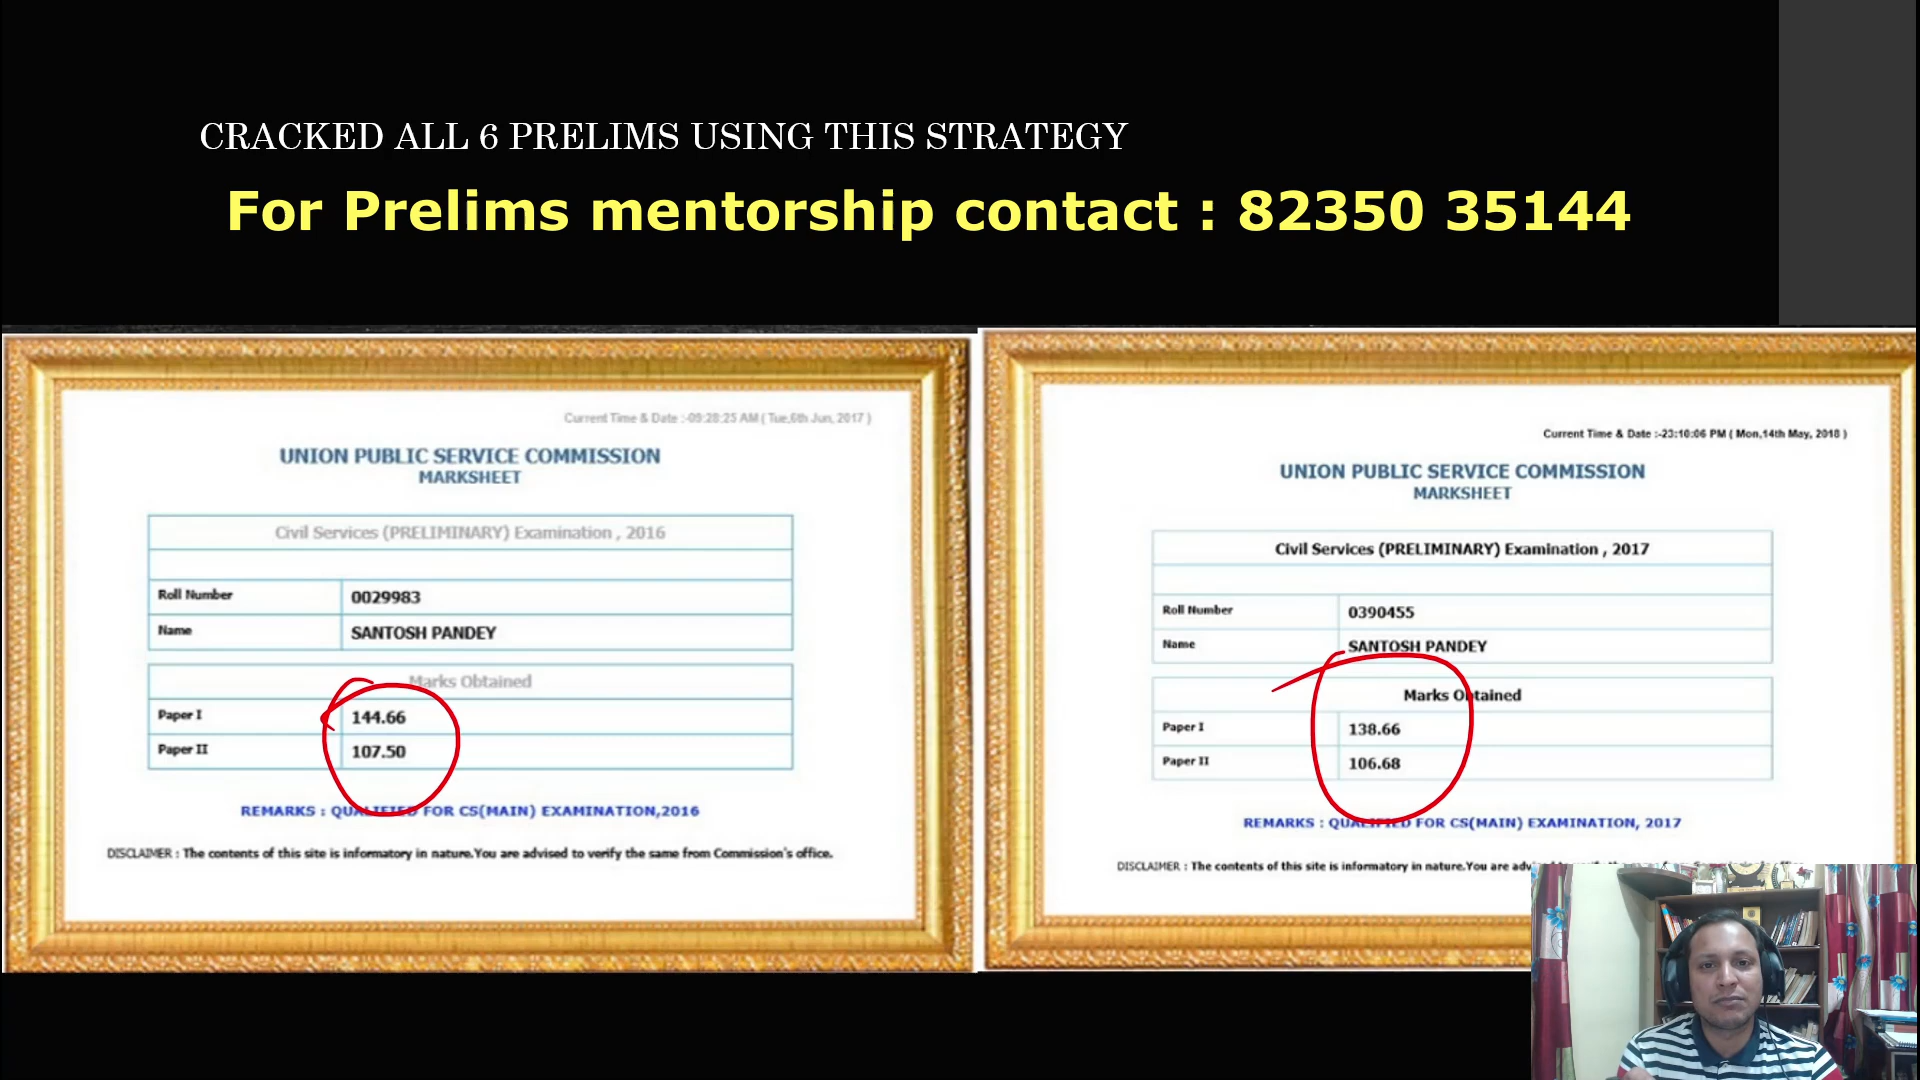 CRACKED ALL 6 PRELIMS USING THIS STRATEGY
For Prelims mentorship contact : 82350 35144
Current Time & Date :-09:28:25 AM ( Tue,6th Jun, 2017 )
UNION PUBLIC SERVICE COMMISSION
MARKSHEET
Civil Services (PRELIMINARY) Examination , 2016
Roll Number 0029983
Name SANTOSH PANDEY
Marks Obtained
Paper I 144.66
Paper II 107.50
REMARKS : QUALIFIED FOR CS(MAIN) EXAMINATION,2016
DISCLAIMER : The contents of this site is informatory in nature.You are advised to verify the same from Commission's office.
Current Time & Date :-23:10:06 PM ( Mon,14th May, 2018 )
UNION PUBLIC SERVICE COMMISSION
MARKSHEET
Civil Services (PRELIMINARY) Examination , 2017
Roll Number 0390455
Name SANTOSH PANDEY
Marks Obtained
Paper I 138.66
Paper II 106.68
REMARKS : QUALIFIED FOR CS(MAIN) EXAMINATION, 2017
DISCLAIMER : The contents of this site is informatory in nature.You are